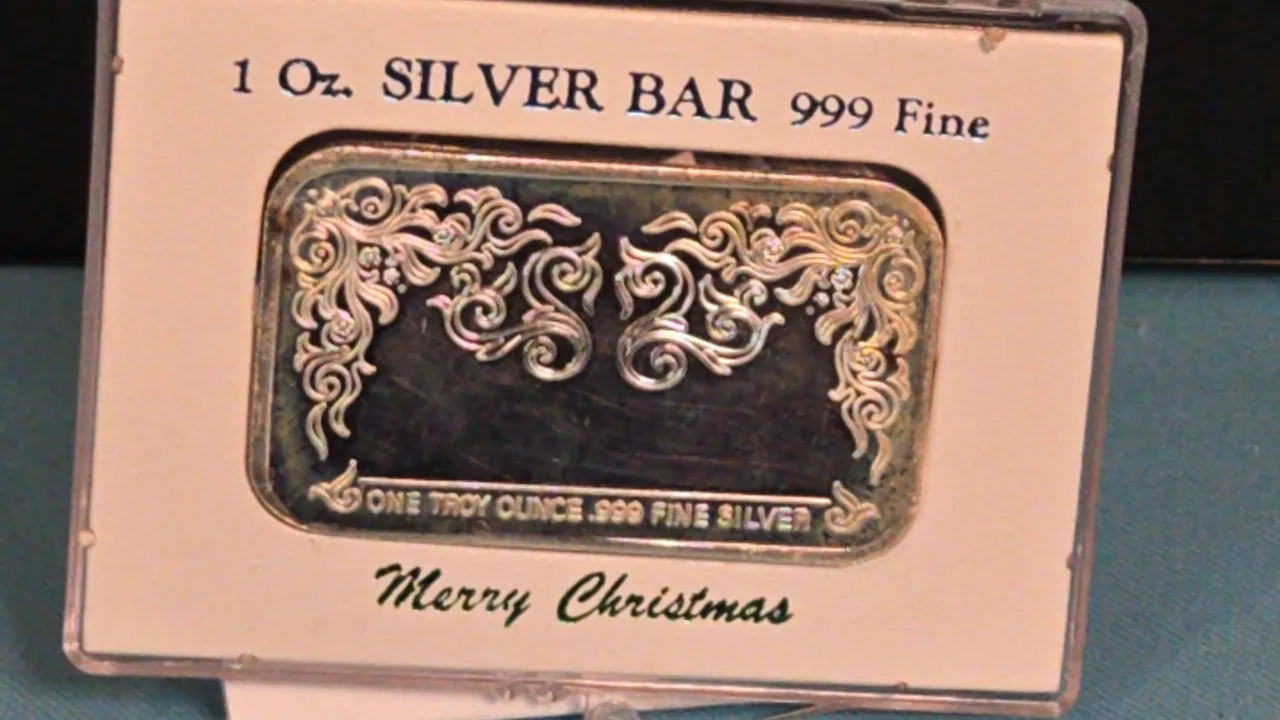 1 Oz. SILVER BAR 999 Fine
ONE TROY OUNCE .999 FINE SILVER
Merry Christmas